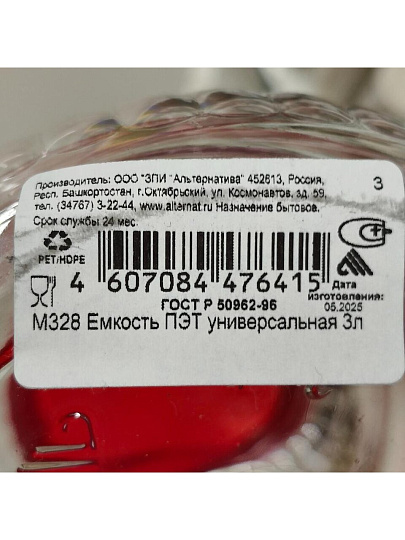 Производитель: ООО "ЗПИ "Альтернатива" 452613, Россия,
Респ. Башкортостан, г.Октябрьский, ул. Космонавтов, зд. 59,
тел. (34767) 3-22-44, www.alternat.ru Назначение бытовое.
Срок службы 24 мес.
3
PET/HDPE
4 607084 476415
Дата
изготовления:
05.2025
ГОСТ Р 50962-96
М328 Емкость ПЭТ универсальная 3л